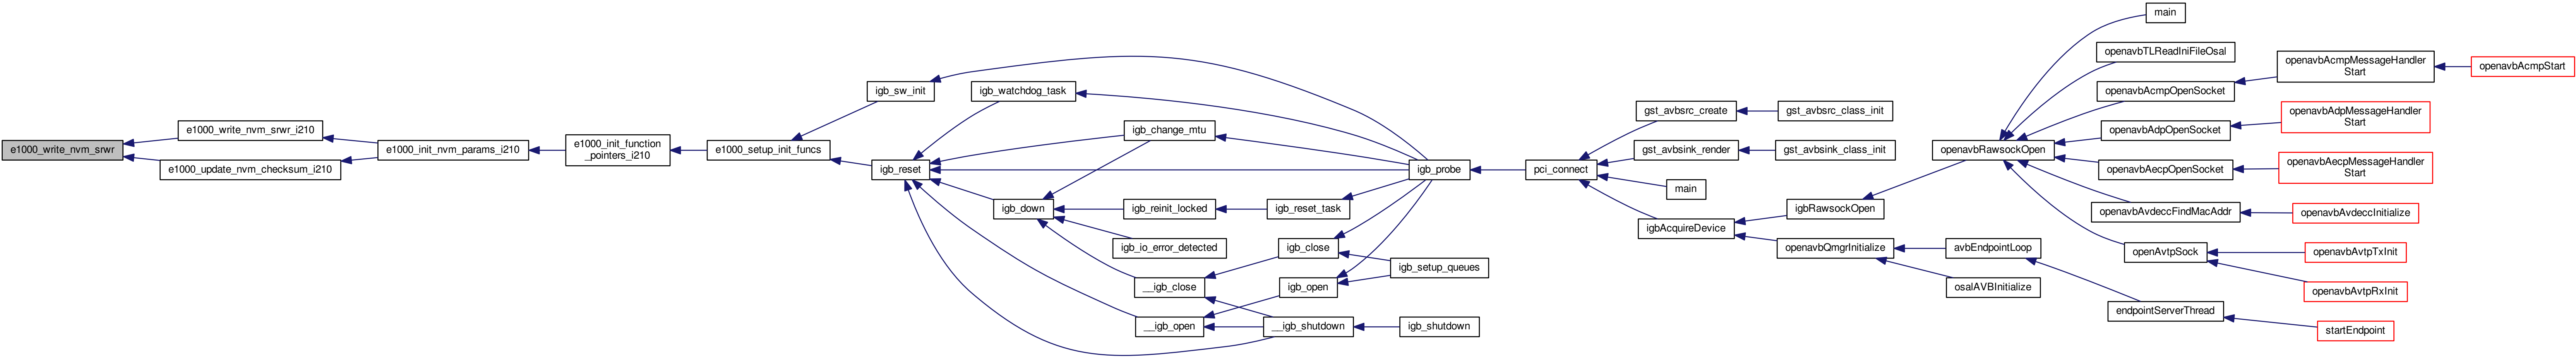 e1000_write_nvm_srwr
e1000_write_nvm_srwr_i210
e1000_update_nvm_checksum_i210
e1000_init_nvm_params_i210
e1000_init_function
_pointers_i210
e1000_setup_init_funcs
igb_sw_init
igb_reset
igb_watchdog_task
igb_change_mtu
igb_down
igb_reinit_locked
igb_reset_task
igb_io_error_detected
igb_close
__igb_close
igb_open
igb_setup_queues
__igb_open
__igb_shutdown
igb_shutdown
igb_probe
pci_connect
gst_avbsrc_create
gst_avbsrc_class_init
gst_avbsink_render
gst_avbsink_class_init
main
igbAcquireDevice
igbRawsockOpen
openavbQmgrInitialize
avbEndpointLoop
osalAVBInitialize
openavbRawsockOpen
main
openavbTLReadIniFileOsal
openavbAcmpOpenSocket
openavbAcmpMessageHandler
Start
openavbAcmpStart
openavbAdpOpenSocket
openavbAdpMessageHandler
Start
openavbAecpOpenSocket
openavbAecpMessageHandler
Start
openavbAvdeccFindMacAddr
openavbAvdeccInitialize
openAvtpSock
openavbAvtpTxInit
openavbAvtpRxInit
endpointServerThread
startEndpoint